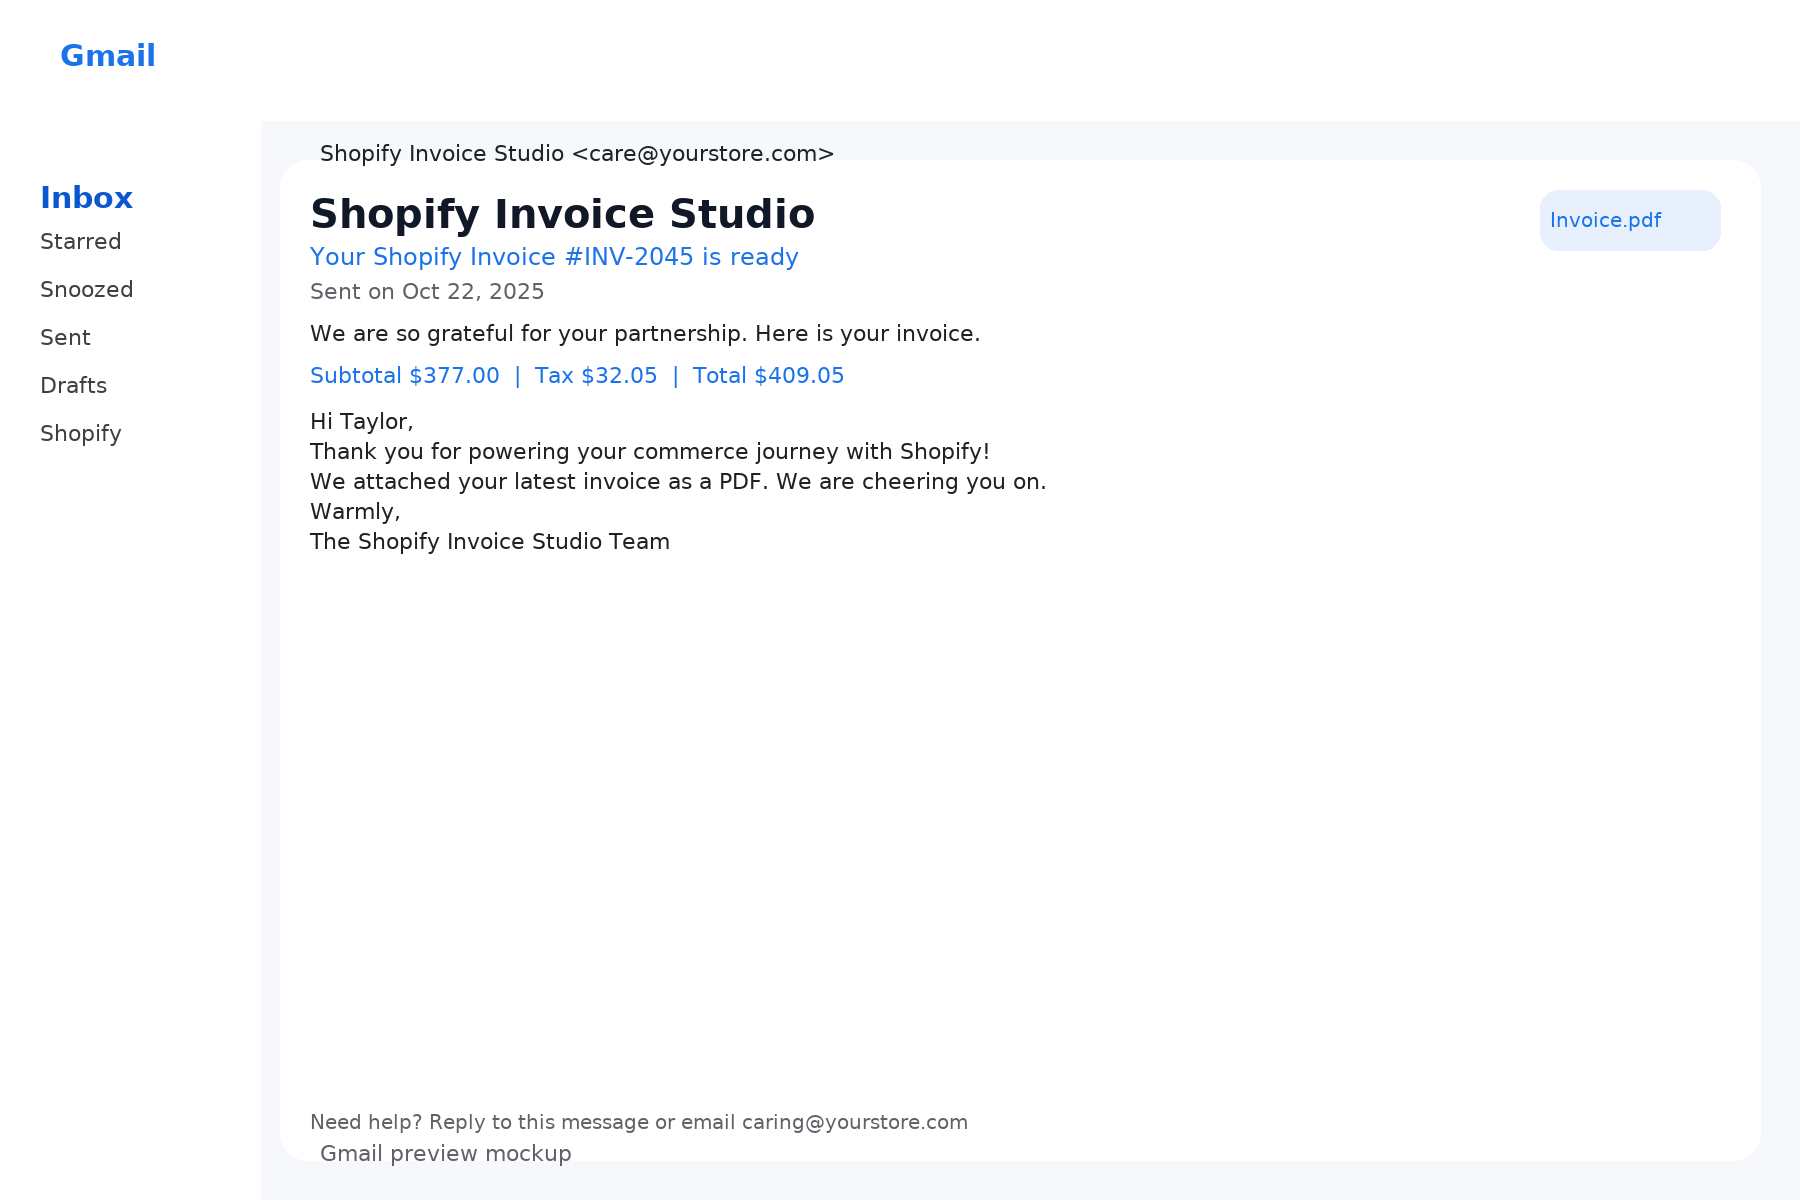 Gmail
Inbox
Starred
Snoozed
Sent
Drafts
Shopify
Shopify Invoice Studio <care@yourstore.com>
Shopify Invoice Studio
Invoice.pdf
Your Shopify Invoice #INV-2045 is ready
Sent on Oct 22, 2025
We are so grateful for your partnership. Here is your invoice.
Subtotal $377.00 | Tax $32.05 | Total $409.05
Hi Taylor,
Thank you for powering your commerce journey with Shopify!
We attached your latest invoice as a PDF. We are cheering you on.
Warmly,
The Shopify Invoice Studio Team
Need help? Reply to this message or email caring@yourstore.com
Gmail preview mockup